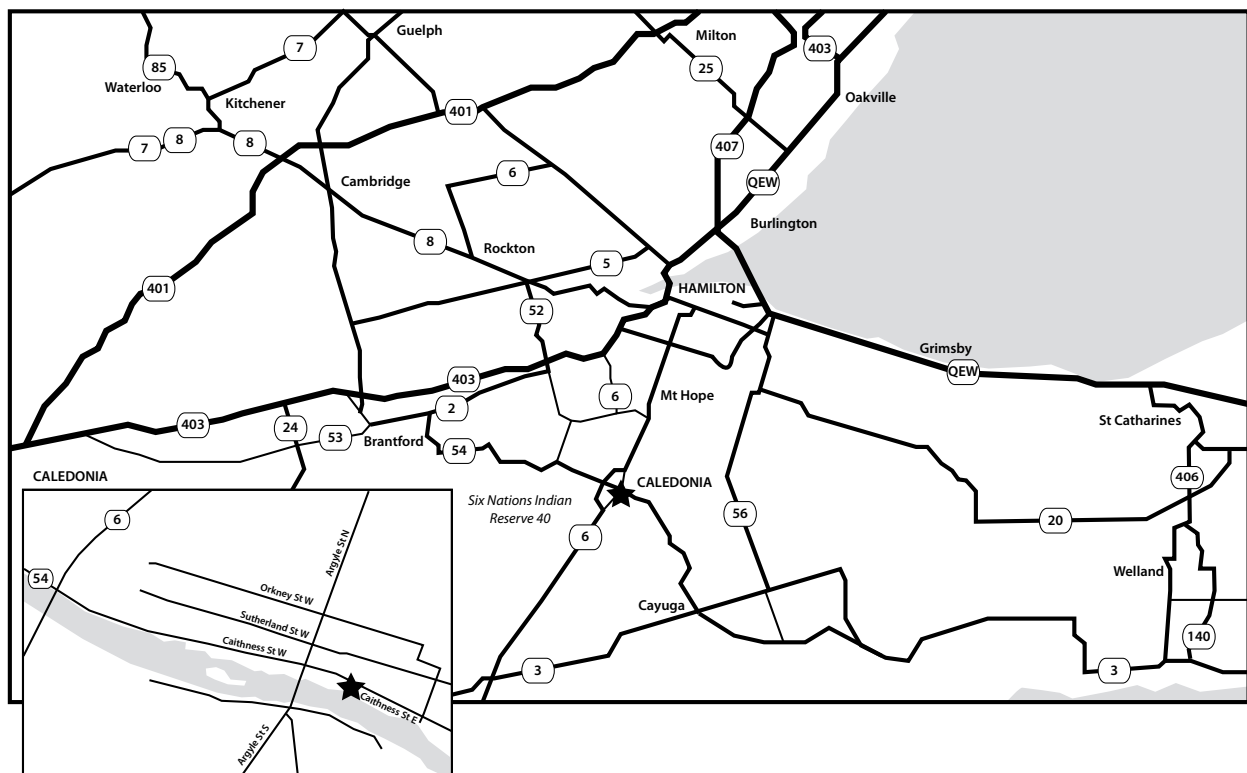 Guelph
Milton
403
7
85
25
Waterloo
Kitchener
Oakville
401
7
8
8
407
6
QEW
Cambridge
Burlington
8
Rockton
5
401
HAMILTON
52
Grimsby
QEW
403
6
Mt Hope
2
St Catharines
403
24
53
Brantford
54
406
CALEDONIA
Six Nations Indian
Reserve 40
56
20
6
Welland
Cayuga
140
3
3
CALEDONIA
6
54
Argyle St N
Orkney St W
Sutherland St W
Caithness St W
Caithness St E
Argyle St S